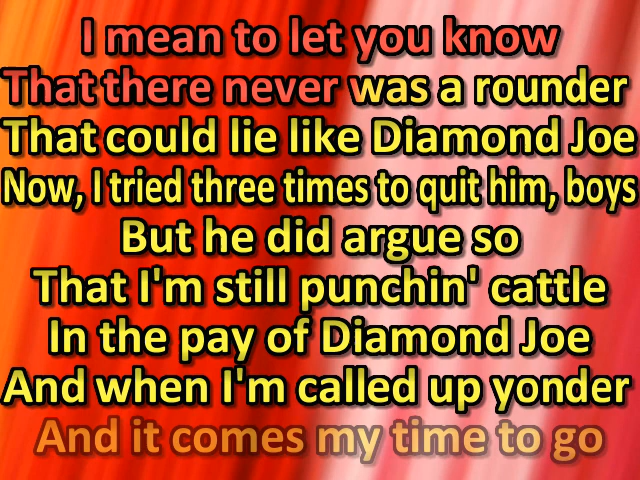 I mean to let you know
That there never was a rounder
That could lie like Diamond Joe
Now, I tried three times to quit him, boys
But he did argue so
That I'm still punchin' cattle
In the pay of Diamond Joe
And when I'm called up yonder
And it comes my time to go